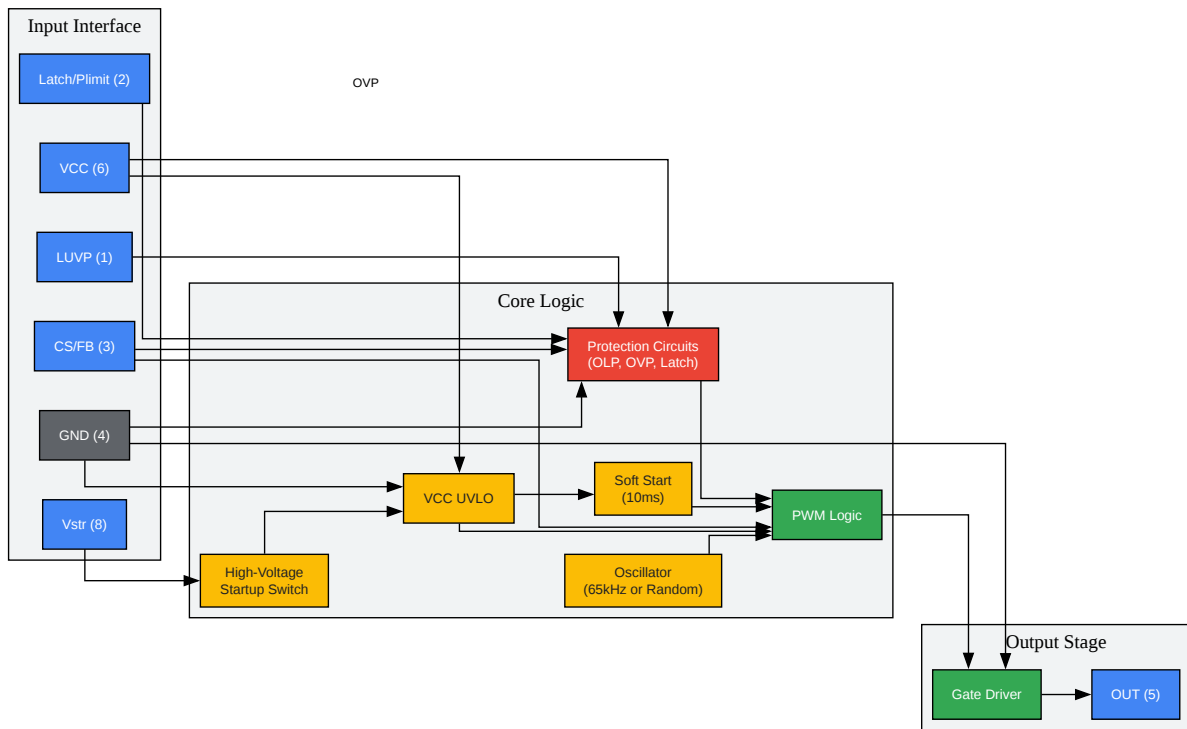 Input Interface
Latch/Plimit (2)
OVP
VCC (6)
LUVP (1)
CS/FB (3)
GND (4)
Vstr (8)
Core Logic
Protection Circuits
(OLP, OVP, Latch)
VCC UVLO
Soft Start
(10ms)
PWM Logic
High-Voltage
Startup Switch
Oscillator
(65kHz or Random)
Output Stage
Gate Driver
OUT (5)